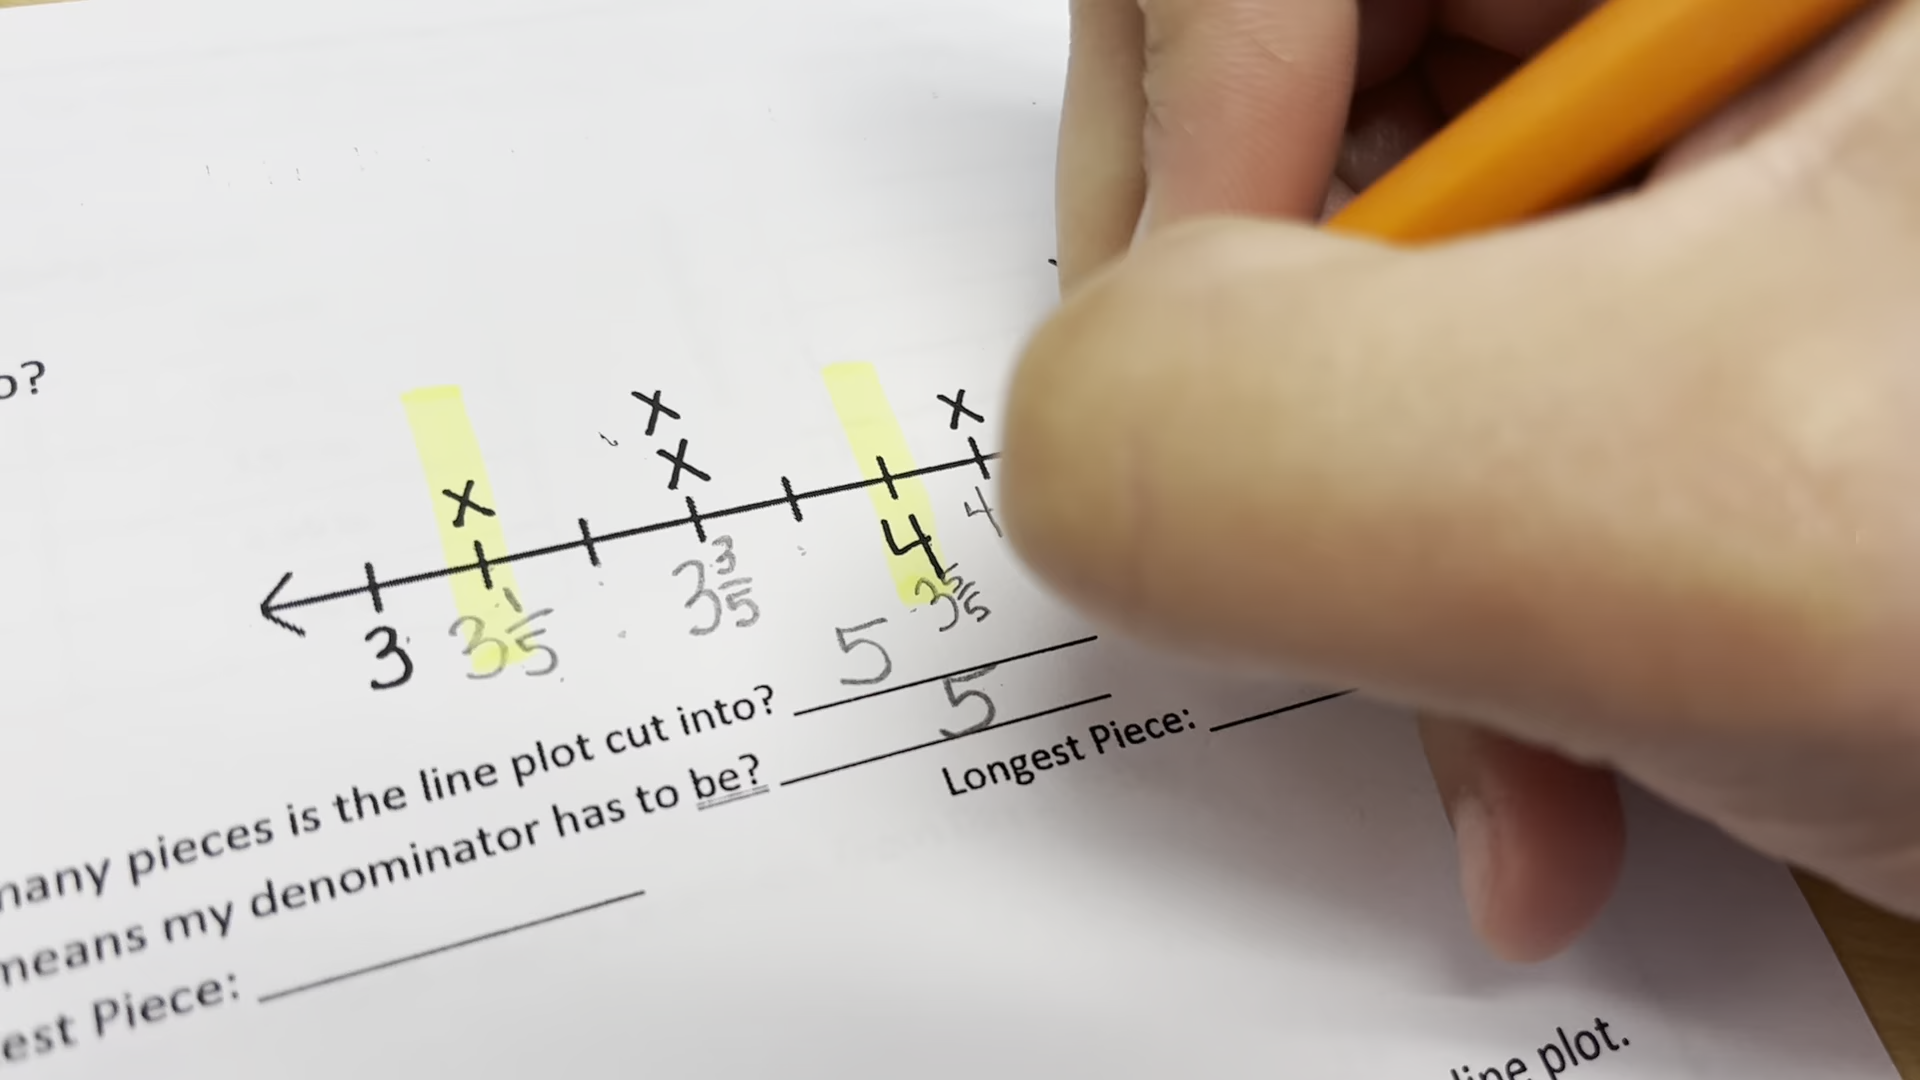 o?
x
x x
x
3 3 1/5 3 3/5 4 4
3 5/5
many pieces is the line plot cut into? 5
means my denominator has to be? 5
est Piece: Longest Piece:
line plot.